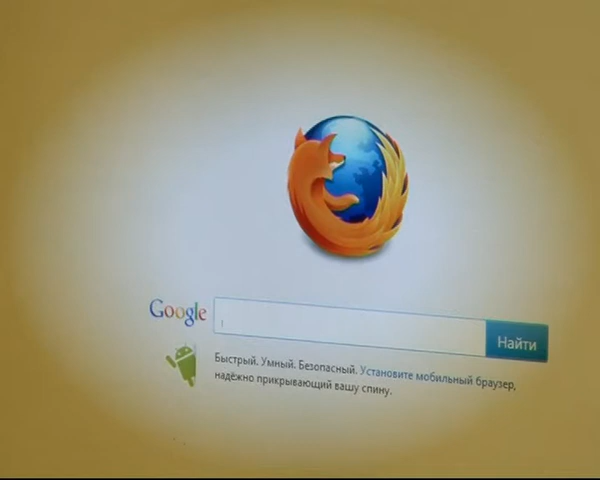 Google
Найти
Быстрый. Умный. Безопасный. Установите мобильный браузер,
надёжно прикрывающий вашу спину.